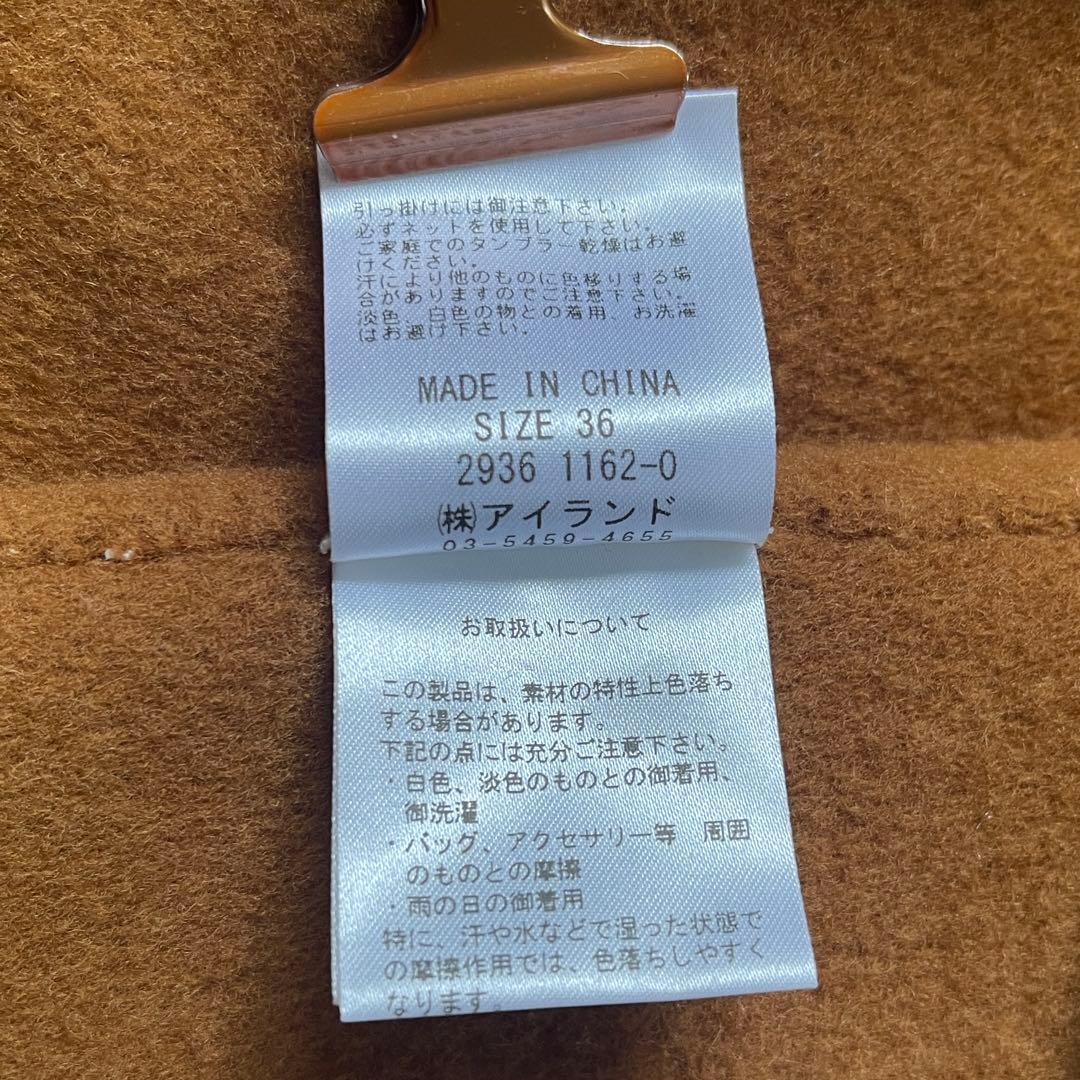 引っ掛けには御注意下さい。
必ずネットを使用して下さい。
ご家庭でのタンブラー乾燥はお避
けください。
汗により他のものに色移りする場
合がありますのでご注意下さい。
淡色、白色の物との着用、お洗濯
はお避け下さい。
MADE IN CHINA
SIZE 36
2936 1162-0
㈱アイランド
03-5459-4655
お取扱いについて
この製品は、素材の特性上色落ち
する場合があります。
下記の点には充分ご注意下さい。
・白色、淡色のものとの御着用、
御洗濯
・バッグ、アクセサリー等 周囲
のものとの摩擦
・雨の日の御着用
特に、汗や水などで湿った状態で
の摩擦作用では、色落ちしやすく
なります。